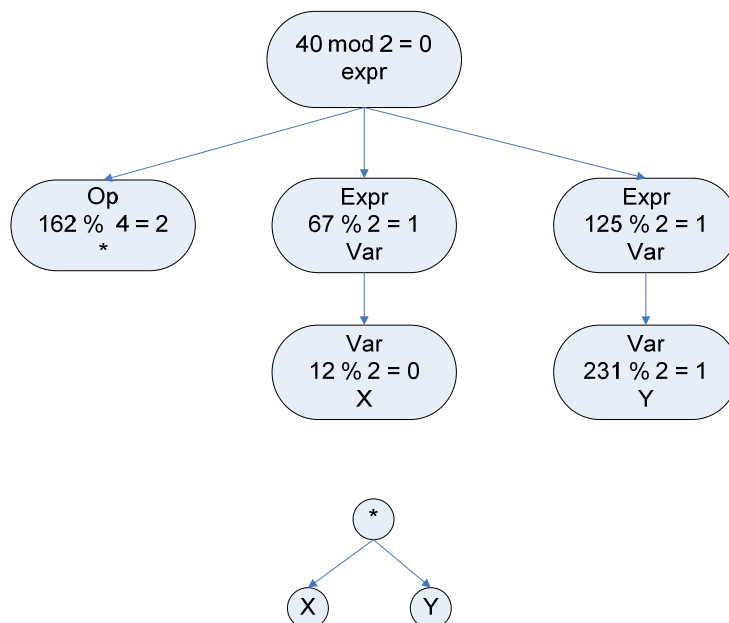 40 mod 2 = 0
expr
Op
162 % 4 = 2
*
Expr
67 % 2 = 1
Var
Expr
125 % 2 = 1
Var
Var
12 % 2 = 0
X
Var
231 % 2 = 1
Y
*
X
Y